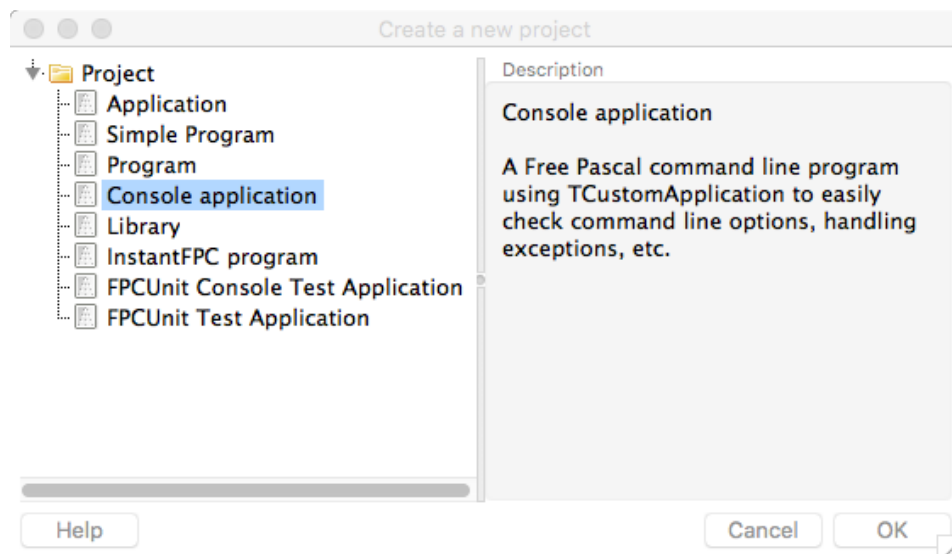 Create a new project
Project
Application
Simple Program
Program
Console application
Library
InstantFPC program
FPCUnit Console Test Application
FPCUnit Test Application
Description
Console application
A Free Pascal command line program
using TCustomApplication to easily
check command line options, handling
exceptions, etc.
Help
Cancel
OK